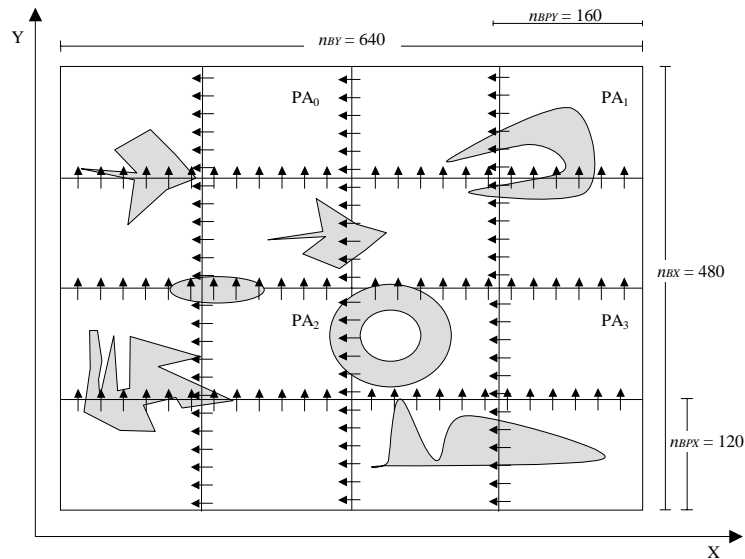 nBPY = 160
Y
nBY = 640
PA0
PA1
nBX = 480
PA2
PA3
nBPX = 120
X